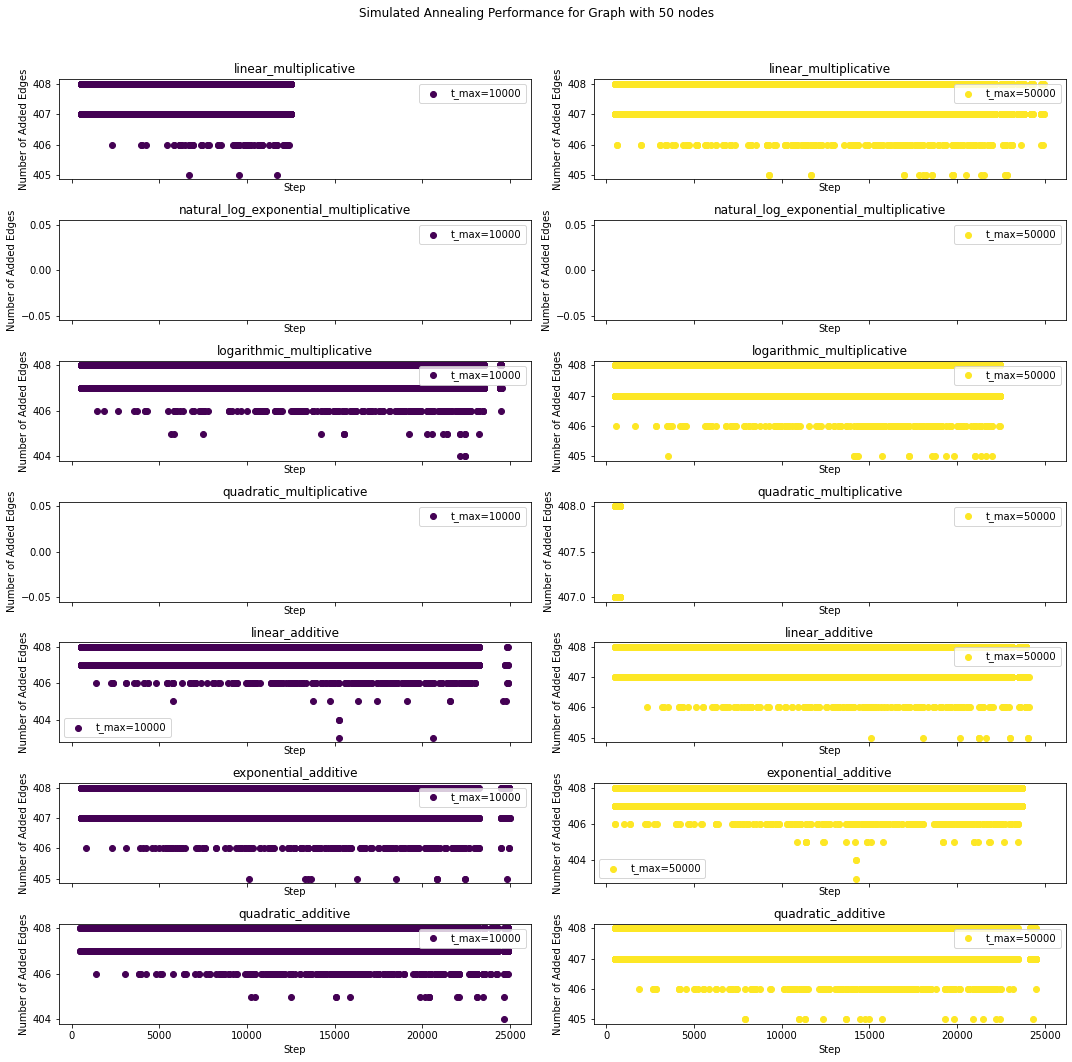 Simulated Annealing Performance for Graph with 50 nodes
linear_multiplicative
Number of Added Edges
408
407
406
405
t_max=10000
Step
linear_multiplicative
Number of Added Edges
408
407
406
405
t_max=50000
Step
natural_log_exponential_multiplicative
Number of Added Edges
0.05
0.00
−0.05
t_max=10000
Step
natural_log_exponential_multiplicative
Number of Added Edges
0.05
0.00
−0.05
t_max=50000
Step
logarithmic_multiplicative
Number of Added Edges
408
407
406
405
404
t_max=10000
Step
logarithmic_multiplicative
Number of Added Edges
408
407
406
405
t_max=50000
Step
quadratic_multiplicative
Number of Added Edges
0.05
0.00
−0.05
t_max=10000
Step
quadratic_multiplicative
Number of Added Edges
408.0
407.5
407.0
t_max=50000
Step
linear_additive
Number of Added Edges
408
406
404
t_max=10000
Step
linear_additive
Number of Added Edges
408
407
406
405
t_max=50000
Step
exponential_additive
Number of Added Edges
408
407
406
405
t_max=10000
Step
exponential_additive
Number of Added Edges
408
406
404
t_max=50000
Step
quadratic_additive
Number of Added Edges
408
407
406
405
404
t_max=10000
0
5000
10000
15000
20000
25000
Step
quadratic_additive
Number of Added Edges
408
407
406
405
t_max=50000
0
5000
10000
15000
20000
25000
Step